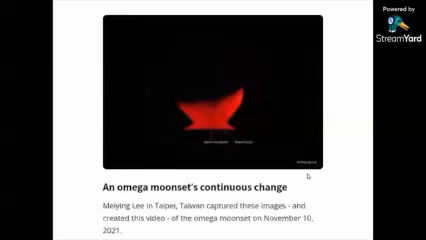 Powered by
StreamYard
An omega moonset's continuous change
Meiying Lee in Taipei, Taiwan captured these images - and
created this video - of the omega moonset on November 10,
2021.